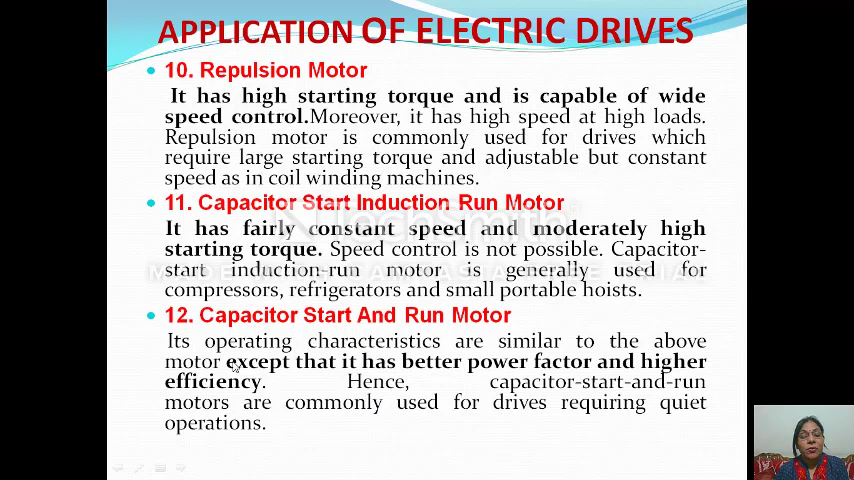 APPLICATION OF ELECTRIC DRIVES
• 10. Repulsion Motor
It has high starting torque and is capable of wide
speed control.Moreover, it has high speed at high loads.
Repulsion motor is commonly used for drives which
require large starting torque and adjustable but constant
speed as in coil winding machines.
• 11. Capacitor Start Induction Run Motor
It has fairly constant speed and moderately high
starting torque. Speed control is not possible. Capacitor-
start induction-run motor is generally used for
compressors, refrigerators and small portable hoists.
• 12. Capacitor Start And Run Motor
Its operating characteristics are similar to the above
motor except that it has better power factor and higher
efficiency. Hence, capacitor-start-and-run
motors are commonly used for drives requiring quiet
operations.
TechSmith